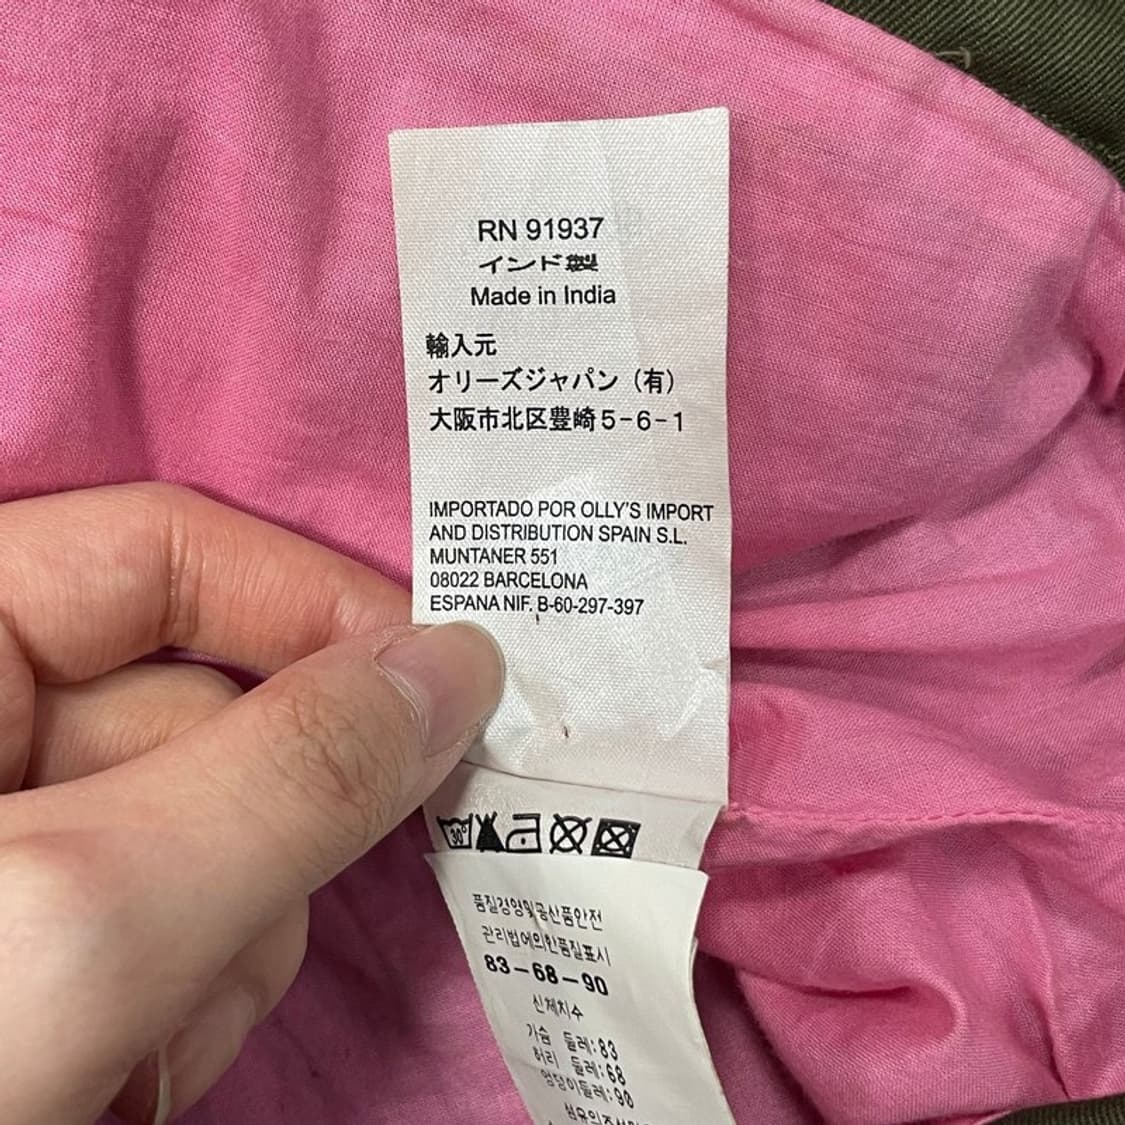 RN 91937
インド製
Made in India
輸入元
オリーズジャパン（有）
大阪市北区豊崎5-6-1
IMPORTADO POR OLLY'S IMPORT
AND DISTRIBUTION SPAIN S.L.
MUNTANER 551
08022 BARCELONA
ESPANA NIF. B-60-297-397
30°
품질경영및공산품안전
관리법에의한품질표시
83-68-90
신체치수
가슴 둘레:83
허리 둘레:68
엉덩이둘레:90